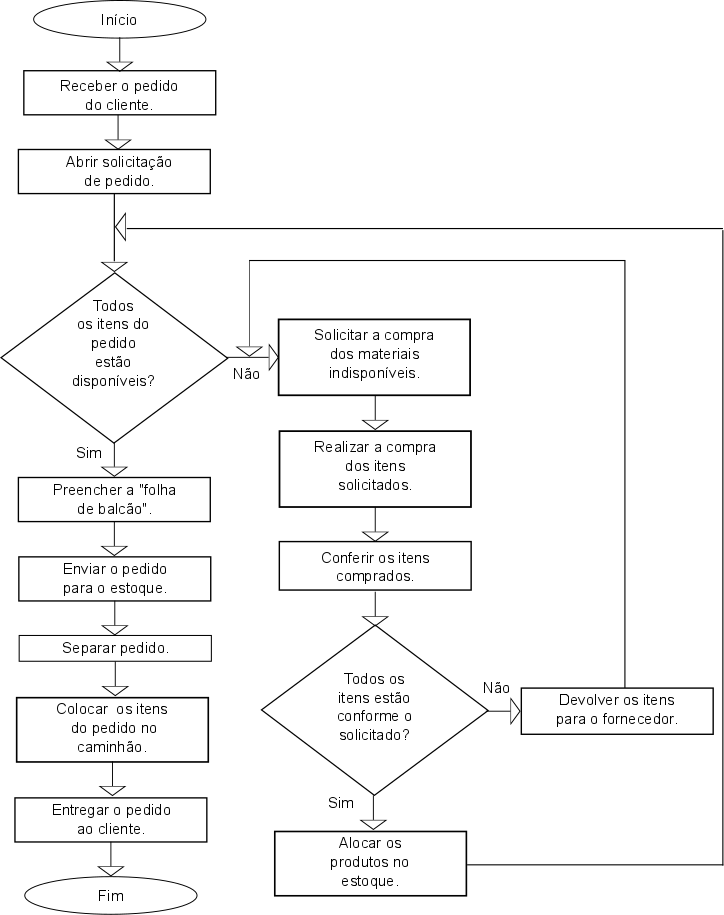 Início
Receber o pedido
do cliente.
Abrir solicitação
de pedido.
Todos
os itens do
pedido
estão
disponíveis?
Não
Sim
Solicitar a compra
dos materiais
indisponíveis.
Realizar a compra
dos itens
solicitados.
Conferir os itens
comprados.
Todos os
itens estão
conforme o
solicitado?
Não
Devolver os itens
para o fornecedor.
Sim
Alocar os
produtos no
estoque.
Preencher a "folha
de balcão".
Enviar o pedido
para o estoque.
Separar pedido.
Colocar os itens
do pedido no
caminhão.
Entregar o pedido
ao cliente.
Fim